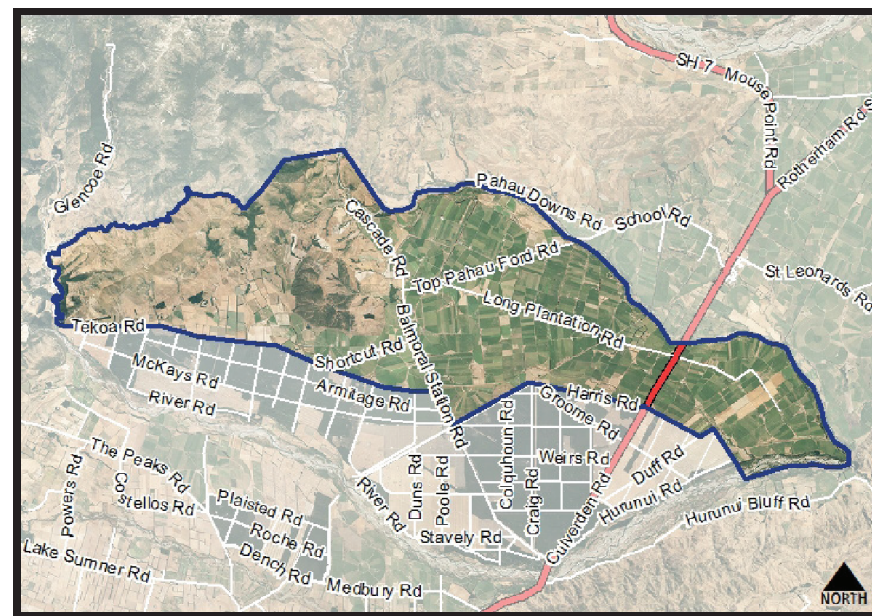 SH 7
Mouse Point Rd
Rotherham Rd S
Glencoe Rd
Pahau Downs Rd
School Rd
Cascade Rd
Top Pahau Ford Rd
St Leonards Rd
Long Plantation Rd
Tekoa Rd
Balmoral Station Rd
Shortcut Rd
McKays Rd
Armitage Rd
Harris Rd
Groome Rd
River Rd
Colquhoun Rd
The Peaks Rd
Weirs Rd
Duff Rd
Powers Rd
Costellos Rd
Plaisted Rd
River Rd
Duns Rd
Poole Rd
Craig Rd
Culverden Rd
Hurunui Rd
Hurunui Bluff Rd
Roche Rd
Stavely Rd
Dench Rd
Lake Sumner Rd
Medbury Rd
NORTH